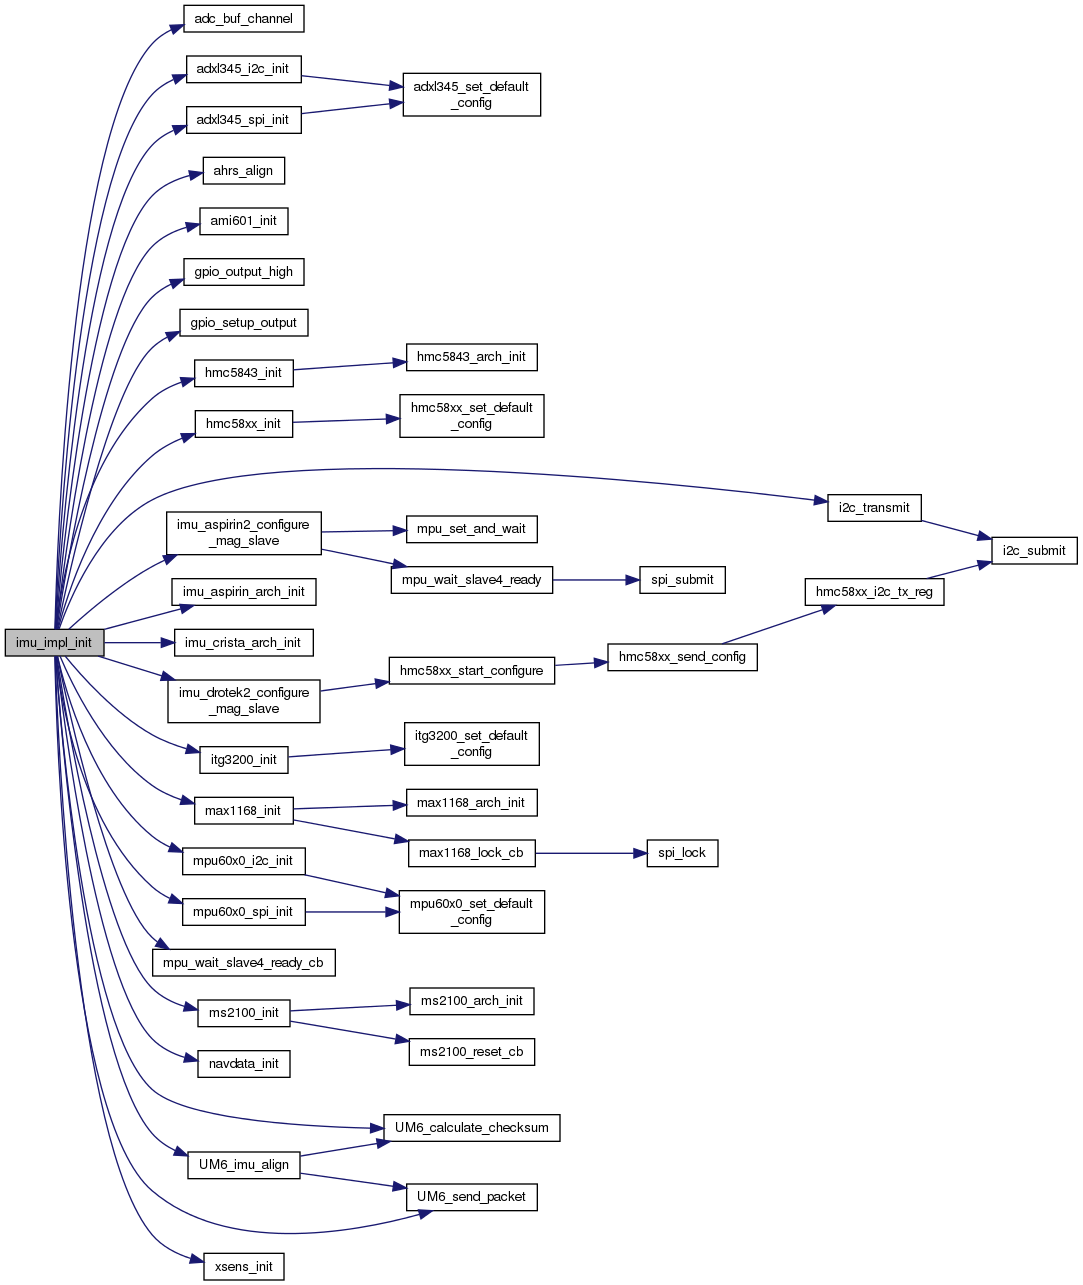 adc_buf_channel
adxl345_i2c_init
adxl345_set_default
_config
adxl345_spi_init
ahrs_align
ami601_init
gpio_output_high
gpio_setup_output
hmc5843_init
hmc5843_arch_init
hmc58xx_init
hmc58xx_set_default
_config
i2c_transmit
imu_aspirin2_configure
_mag_slave
mpu_set_and_wait
i2c_submit
mpu_wait_slave4_ready
spi_submit
imu_aspirin_arch_init
hmc58xx_i2c_tx_reg
imu_impl_init
imu_crista_arch_init
hmc58xx_send_config
imu_drotek2_configure
_mag_slave
hmc58xx_start_configure
itg3200_init
itg3200_set_default
_config
max1168_init
max1168_arch_init
max1168_lock_cb
spi_lock
mpu60x0_i2c_init
mpu60x0_spi_init
mpu60x0_set_default
_config
mpu_wait_slave4_ready_cb
ms2100_init
ms2100_arch_init
ms2100_reset_cb
navdata_init
UM6_calculate_checksum
UM6_imu_align
UM6_send_packet
xsens_init